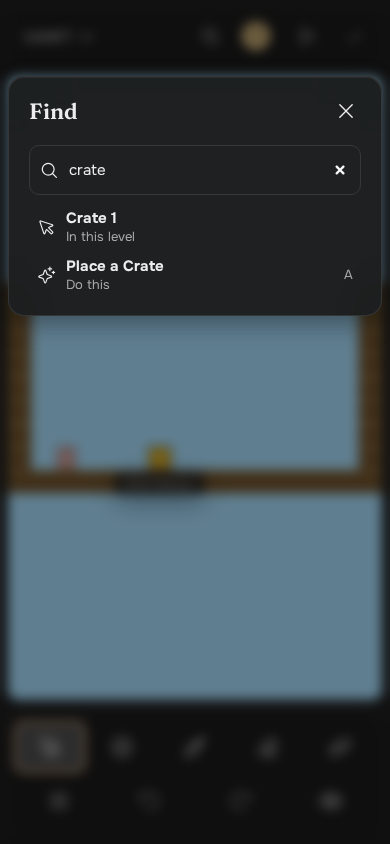 Find
crate
Crate 1
In this level
Place a Crate
Do this
A